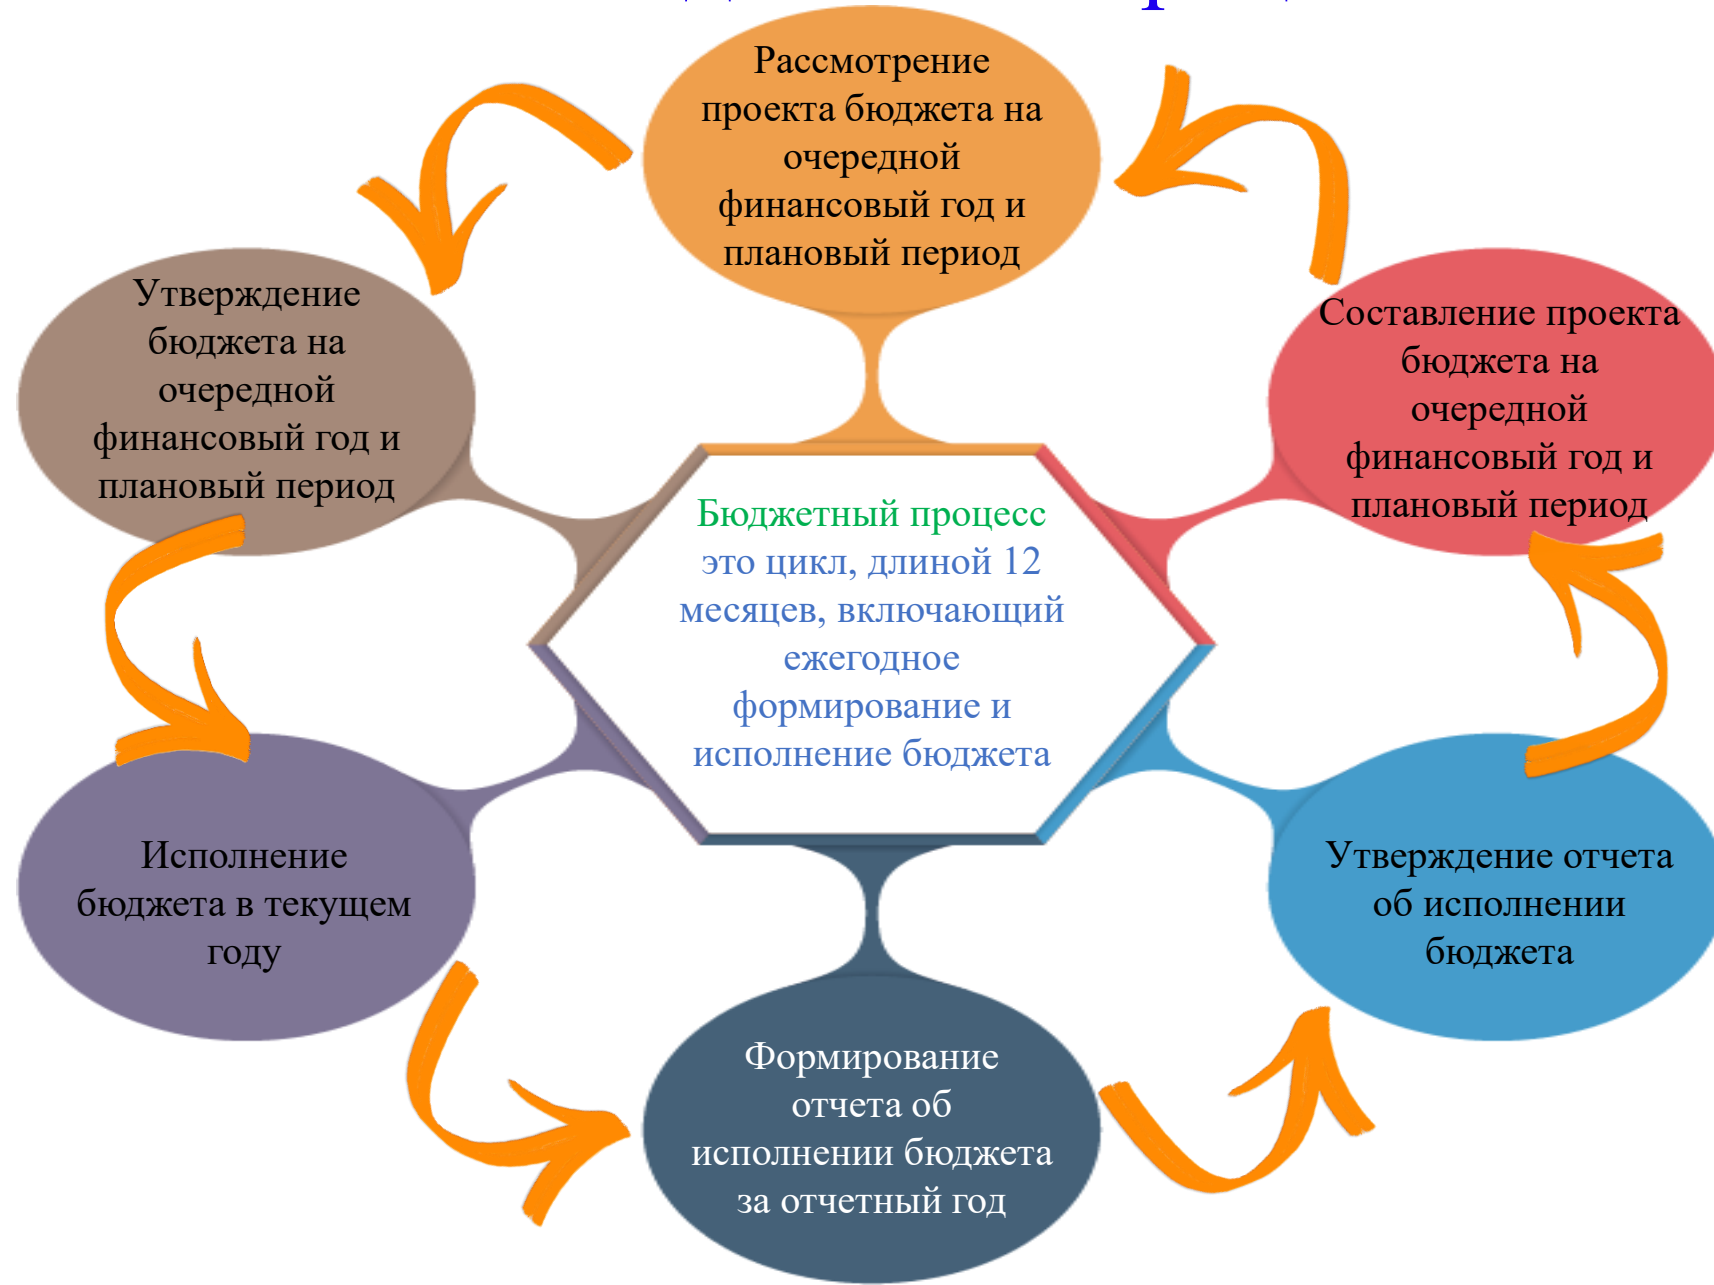 Рассмотрение
проекта бюджета на
очередной
финансовый год и
плановый период
Утверждение
бюджета на
очередной
финансовый год и
плановый период
Составление проекта
бюджета на
очередной
финансовый год и
плановый период
Бюджетный процесс
это цикл, длиной 12
месяцев, включающий
ежегодное
формирование и
исполнение бюджета
Исполнение
бюджета в текущем
году
Утверждение отчета
об исполнении
бюджета
Формирование
отчета об
исполнении бюджета
за отчетный год